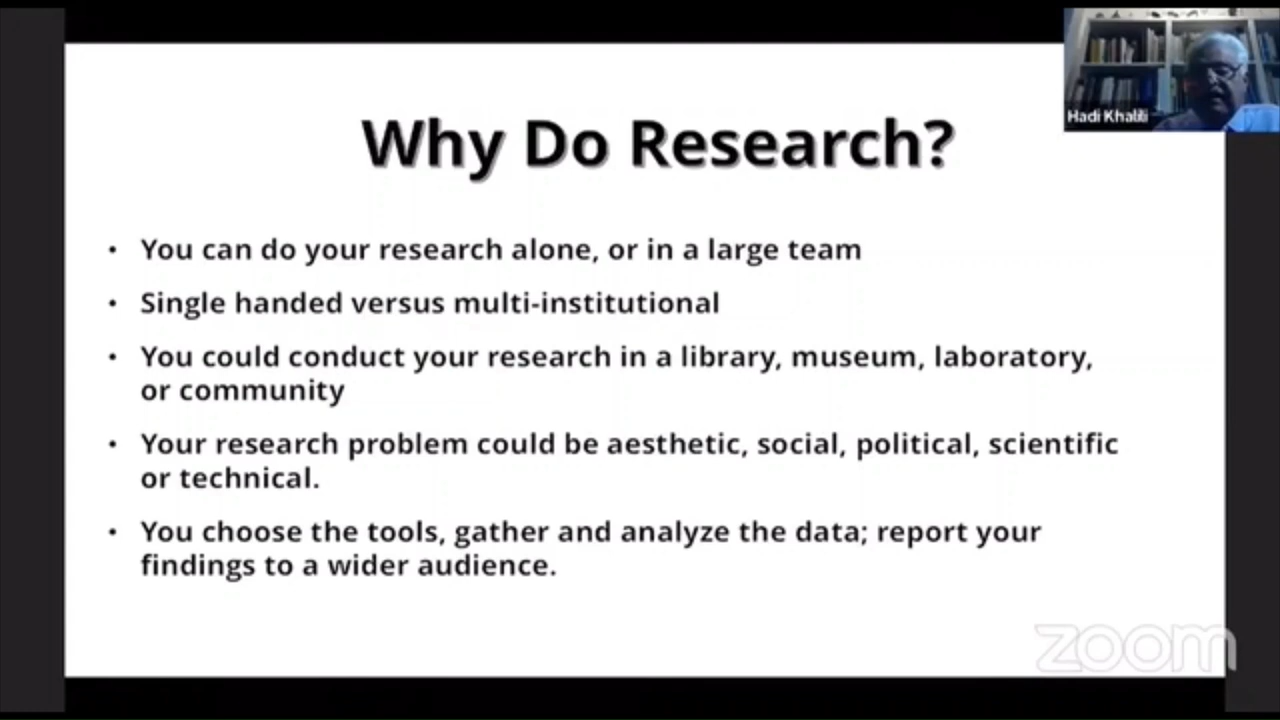 Hadi Khalili
Why Do Research?
• You can do your research alone, or in a large team
• Single handed versus multi-institutional
• You could conduct your research in a library, museum, laboratory,
or community
• Your research problem could be aesthetic, social, political, scientific
or technical.
• You choose the tools, gather and analyze the data; report your
findings to a wider audience.
zoom